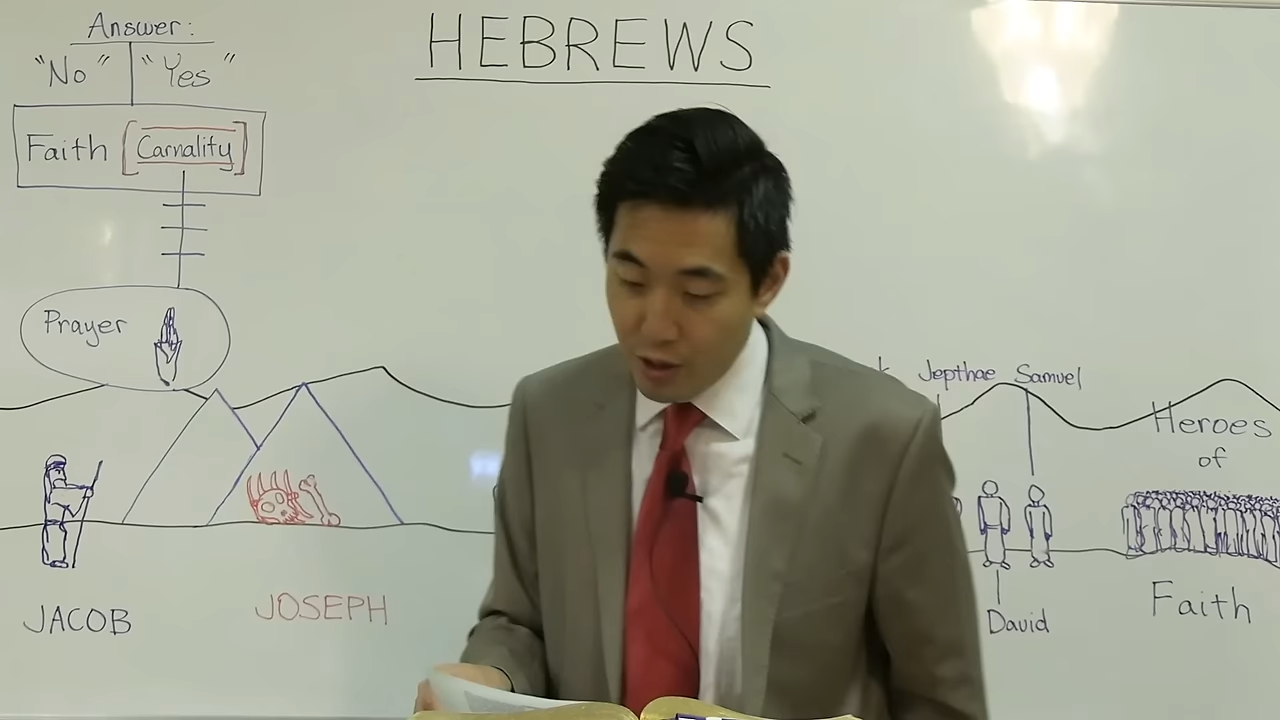 Answer:
"No" "Yes"
HEBREWS
Faith [Carnality]
Prayer
Jepthae Samuel
Heroes
of
Faith
JACOB
JOSEPH
David